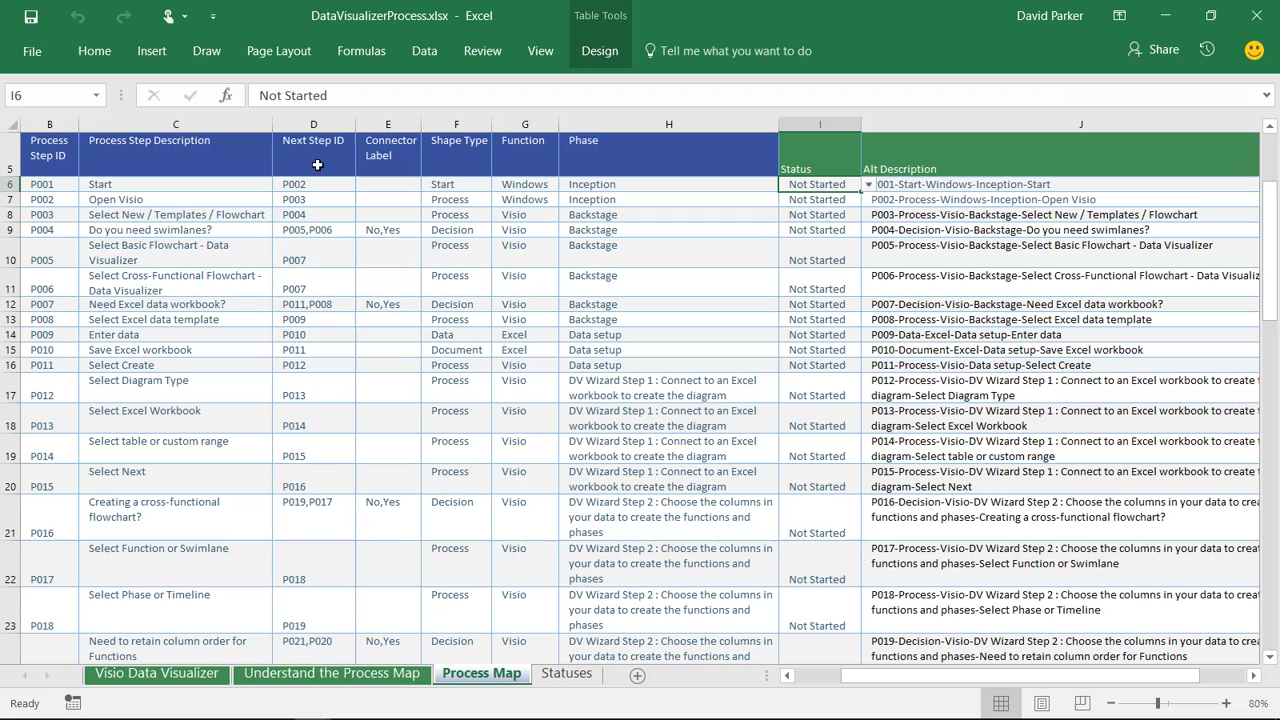 DataVisualizerProcess.xlsx - Excel
Table Tools
David Parker
File Home Insert Draw Page Layout Formulas Data Review View Design Tell me what you want to do Share
I6 fx Not Started
B C D E F G H I J
5 Process Step ID Process Step Description Next Step ID Connector Label Shape Type Function Phase Status Alt Description
6 P001 Start P002 Start Windows Inception Not Started 001-Start-Windows-Inception-Start
7 P002 Open Visio P003 Process Windows Inception Not Started P002-Process-Windows-Inception-Open Visio
8 P003 Select New / Templates / Flowchart P004 Process Visio Backstage Not Started P003-Process-Visio-Backstage-Select New / Templates / Flowchart
9 P004 Do you need swimlanes? P005,P006 No,Yes Decision Visio Backstage Not Started P004-Decision-Visio-Backstage-Do you need swimlanes?
10 P005 Select Basic Flowchart - Data Visualizer P007 Process Visio Backstage Not Started P005-Process-Visio-Backstage-Select Basic Flowchart - Data Visualizer
11 P006 Select Cross-Functional Flowchart - Data Visualizer P007 Process Visio Backstage Not Started P006-Process-Visio-Backstage-Select Cross-Functional Flowchart - Data Visualiz
12 P007 Need Excel data workbook? P011,P008 No,Yes Decision Visio Backstage Not Started P007-Decision-Visio-Backstage-Need Excel data workbook?
13 P008 Select Excel data template P009 Process Visio Backstage Not Started P008-Process-Visio-Backstage-Select Excel data template
14 P009 Enter data P010 Data Excel Data setup Not Started P009-Data-Excel-Data setup-Enter data
15 P010 Save Excel workbook P011 Document Excel Data setup Not Started P010-Document-Excel-Data setup-Save Excel workbook
16 P011 Select Create P012 Process Visio Data setup Not Started P011-Process-Visio-Data setup-Select Create
17 P012 Select Diagram Type P013 Process Visio DV Wizard Step 1 : Connect to an Excel workbook to create the diagram Not Started P012-Process-Visio-DV Wizard Step 1 : Connect to an Excel workbook to create t diagram-Select Diagram Type
18 P013 Select Excel Workbook P014 Process Visio DV Wizard Step 1 : Connect to an Excel workbook to create the diagram Not Started P013-Process-Visio-DV Wizard Step 1 : Connect to an Excel workbook to create t diagram-Select Excel Workbook
19 P014 Select table or custom range P015 Process Visio DV Wizard Step 1 : Connect to an Excel workbook to create the diagram Not Started P014-Process-Visio-DV Wizard Step 1 : Connect to an Excel workbook to create t diagram-Select table or custom range
20 P015 Select Next P016 Process Visio DV Wizard Step 1 : Connect to an Excel workbook to create the diagram Not Started P015-Process-Visio-DV Wizard Step 1 : Connect to an Excel workbook to create t diagram-Select Next
21 P016 Creating a cross-functional flowchart? P019,P017 No,Yes Decision Visio DV Wizard Step 2 : Choose the columns in your data to create the functions and phases Not Started P016-Decision-Visio-DV Wizard Step 2 : Choose the columns in your data to crea functions and phases-Creating a cross-functional flowchart?
22 P017 Select Function or Swimlane P018 Process Visio DV Wizard Step 2 : Choose the columns in your data to create the functions and phases Not Started P017-Process-Visio-DV Wizard Step 2 : Choose the columns in your data to creat functions and phases-Select Function or Swimlane
23 P018 Select Phase or Timeline P019 Process Visio DV Wizard Step 2 : Choose the columns in your data to create the functions and phases Not Started P018-Process-Visio-DV Wizard Step 2 : Choose the columns in your data to creat functions and phases-Select Phase or Timeline
Need to retain column order for Functions P021,P020 No,Yes Decision Visio DV Wizard Step 2 : Choose the columns in your data to create the functions and P019-Decision-Visio-DV Wizard Step 2 : Choose the columns in your data to crea functions and phases-Need to retain column order for Functions
Visio Data Visualizer Understand the Process Map Process Map Statuses
Ready 80%